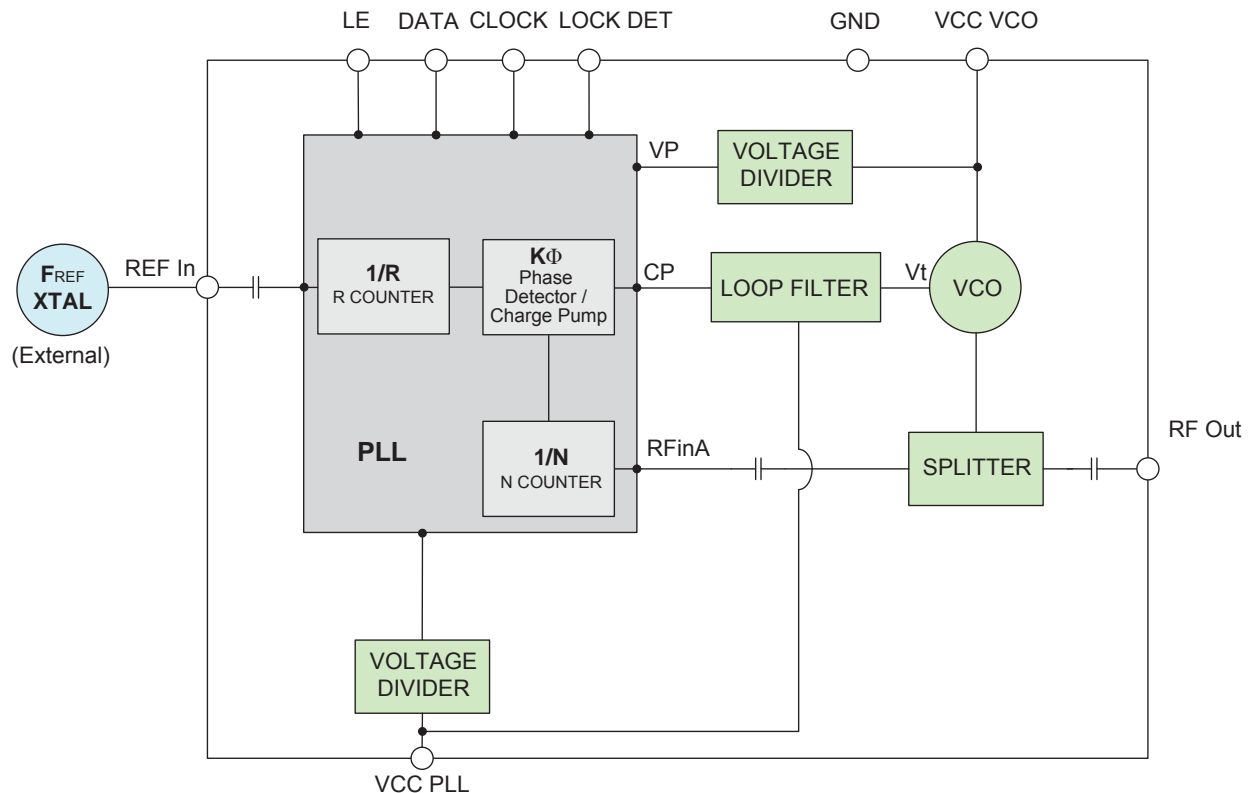 LE
DATA
CLOCK
LOCK DET
GND
VCC VCO
VP
VOLTAGE
DIVIDER
FREF
XTAL
(External)
REF In
1/R
R COUNTER
KΦ
Phase
Detector /
Charge Pump
CP
LOOP FILTER
Vt
VCO
PLL
1/N
N COUNTER
RFinA
SPLITTER
RF Out
VOLTAGE
DIVIDER
VCC PLL